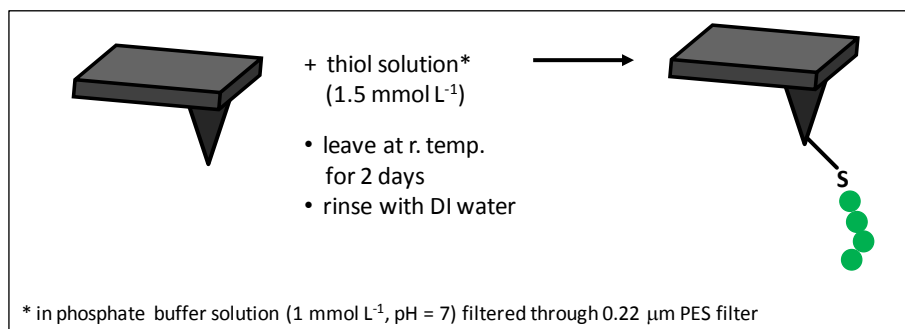 + thiol solution*
(1.5 mmol L⁻¹)
• leave at r. temp.
for 2 days
• rinse with DI water
S
* in phosphate buffer solution (1 mmol L⁻¹, pH = 7) filtered through 0.22 μm PES filter